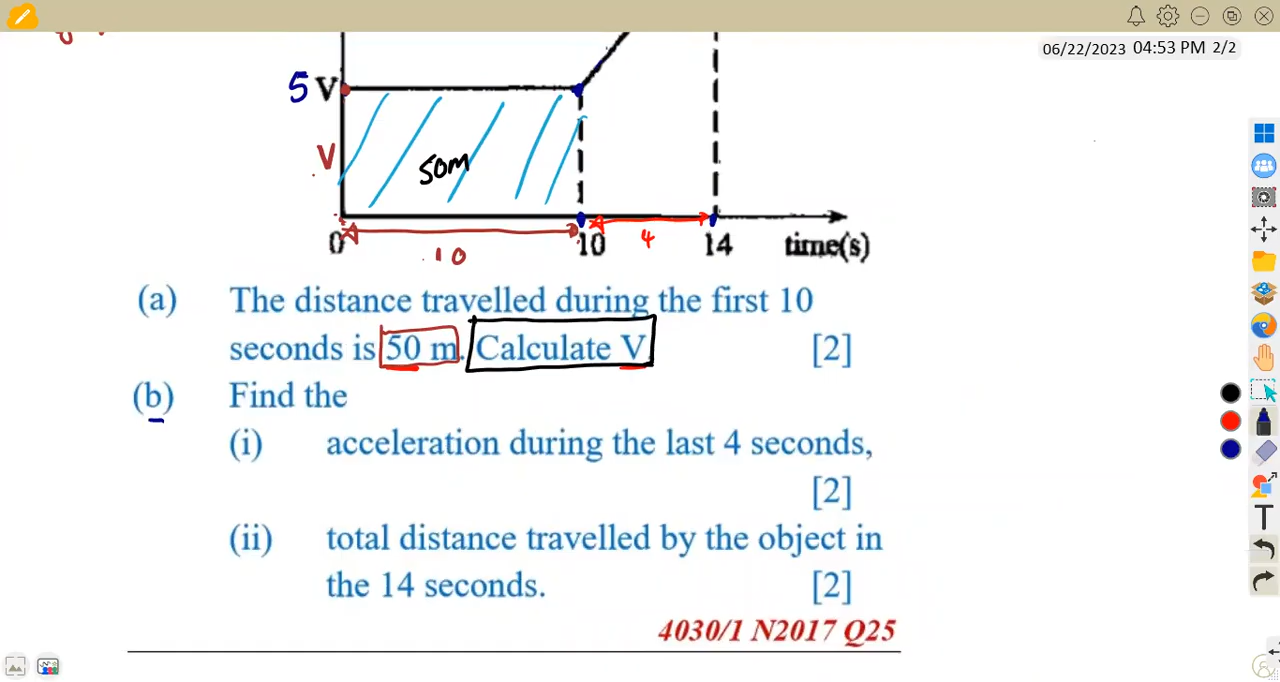 06/22/2023 04:53 PM 2/2
5 V
V
50m
0 10 14 time(s)
10 4
(a) The distance travelled during the first 10
seconds is 50 m. Calculate V [2]
(b) Find the
(i) acceleration during the last 4 seconds,
[2]
(ii) total distance travelled by the object in
the 14 seconds. [2]
4030/1 N2017 Q25
T